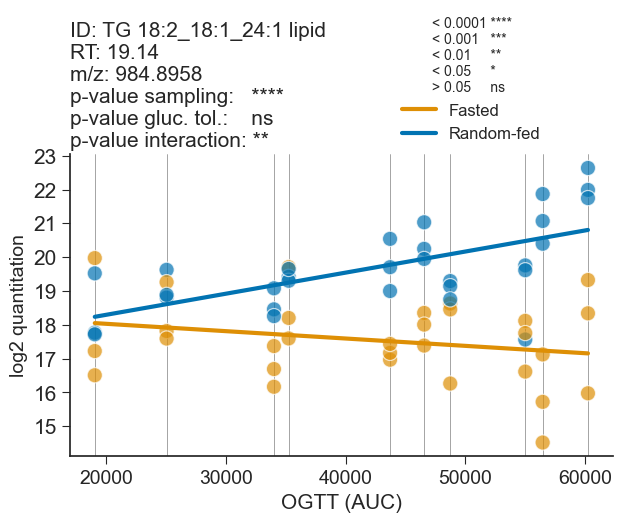 ID: TG 18:2_18:1_24:1 lipid
RT: 19.14
m/z: 984.8958
p-value sampling: ****
p-value gluc. tol.: ns
p-value interaction: **
< 0.0001 ****
< 0.001 ***
< 0.01 **
< 0.05 *
> 0.05 ns
Fasted
Random-fed
log2 quantitation
23
22
21
20
19
18
17
16
15
20000 30000 40000 50000 60000
OGTT (AUC)